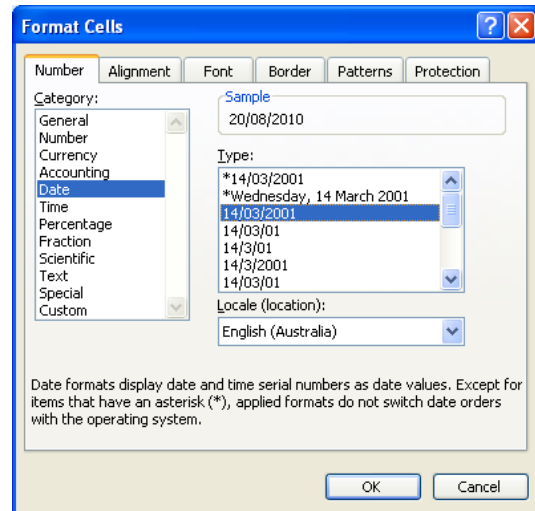 Format Cells
Number Alignment Font Border Patterns Protection
Category:
General
Number
Currency
Accounting
Date
Time
Percentage
Fraction
Scientific
Text
Special
Custom
Sample
20/08/2010
Type:
*14/03/2001
*Wednesday, 14 March 2001
14/03/2001
14/03/01
14/3/01
14/3/2001
14/03/01
Locale (location):
English (Australia)
Date formats display date and time serial numbers as date values. Except for
items that have an asterisk (*), applied formats do not switch date orders
with the operating system.
OK Cancel